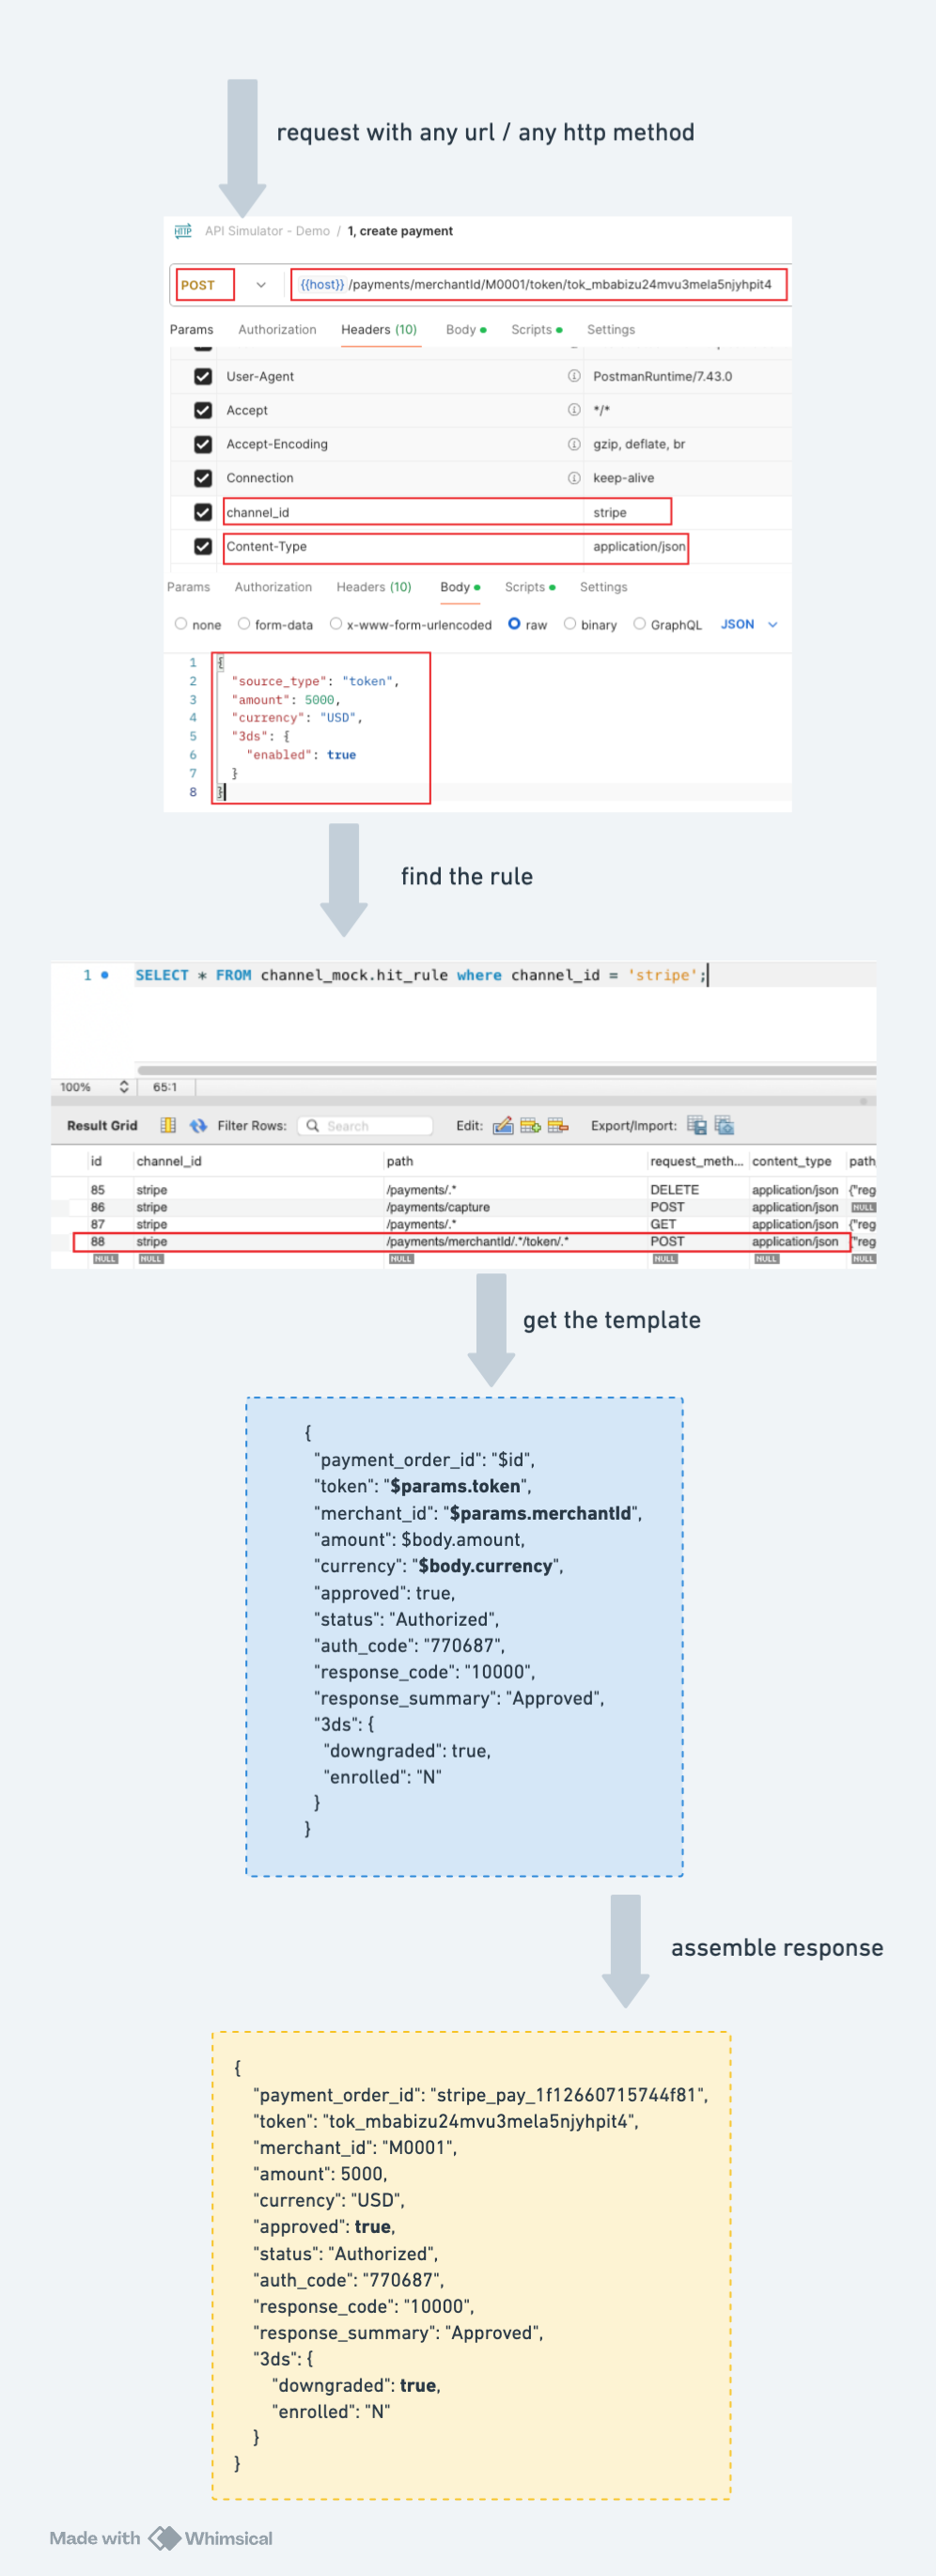 request with any url / any http method
HTTP API Simulator - Demo / 1, create payment
POST {{host}} /payments/merchantId/M0001/token/tok_mbabizu24mvu3mela5njyhpit4
Params Authorization Headers (10) Body Scripts Settings
User-Agent PostmanRuntime/7.43.0
Accept */*
Accept-Encoding gzip, deflate, br
Connection keep-alive
channel_id stripe
Content-Type application/json
Params Authorization Headers (10) Body Scripts Settings
none form-data x-www-form-urlencoded raw binary GraphQL JSON
1 {
2 "source_type": "token",
3 "amount": 5000,
4 "currency": "USD",
5 "3ds": {
6 "enabled": true
7 }
8 }
find the rule
1 SELECT * FROM channel_mock.hit_rule where channel_id = 'stripe';
100% 65:1
Result Grid Filter Rows: Search Edit: Export/Import:
id channel_id path request_meth... content_type path_
85 stripe /payments/.* DELETE application/json {"reg
86 stripe /payments/capture POST application/json NULL
87 stripe /payments/.* GET application/json {"reg
88 stripe /payments/merchantId/.*/token/.* POST application/json {"reg
NULL NULL NULL NULL NULL NULL
get the template
{
"payment_order_id": "$id",
"token": "$params.token",
"merchant_id": "$params.merchantId",
"amount": $body.amount,
"currency": "$body.currency",
"approved": true,
"status": "Authorized",
"auth_code": "770687",
"response_code": "10000",
"response_summary": "Approved",
"3ds": {
"downgraded": true,
"enrolled": "N"
}
}
assemble response
{
"payment_order_id": "stripe_pay_1f12660715744f81",
"token": "tok_mbabizu24mvu3mela5njyhpit4",
"merchant_id": "M0001",
"amount": 5000,
"currency": "USD",
"approved": true,
"status": "Authorized",
"auth_code": "770687",
"response_code": "10000",
"response_summary": "Approved",
"3ds": {
"downgraded": true,
"enrolled": "N"
}
}
Made with Whimsical